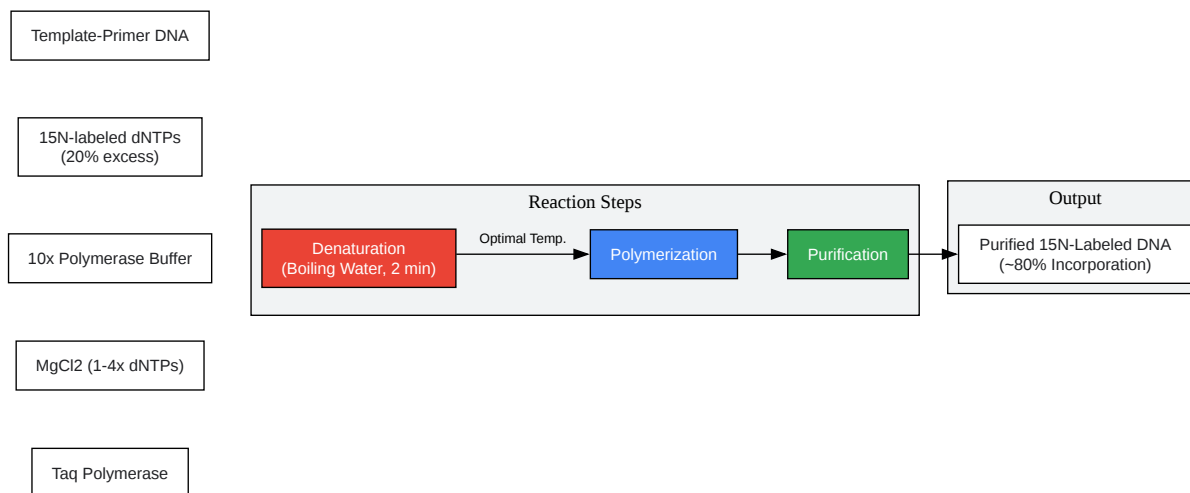 Template-Primer DNA
15N-labeled dNTPs
(20% excess)
10x Polymerase Buffer
MgCl2 (1-4x dNTPs)
Taq Polymerase
Reaction Steps
Denaturation
(Boiling Water, 2 min)
Optimal Temp.
Polymerization
Purification
Output
Purified 15N-Labeled DNA
(~80% Incorporation)